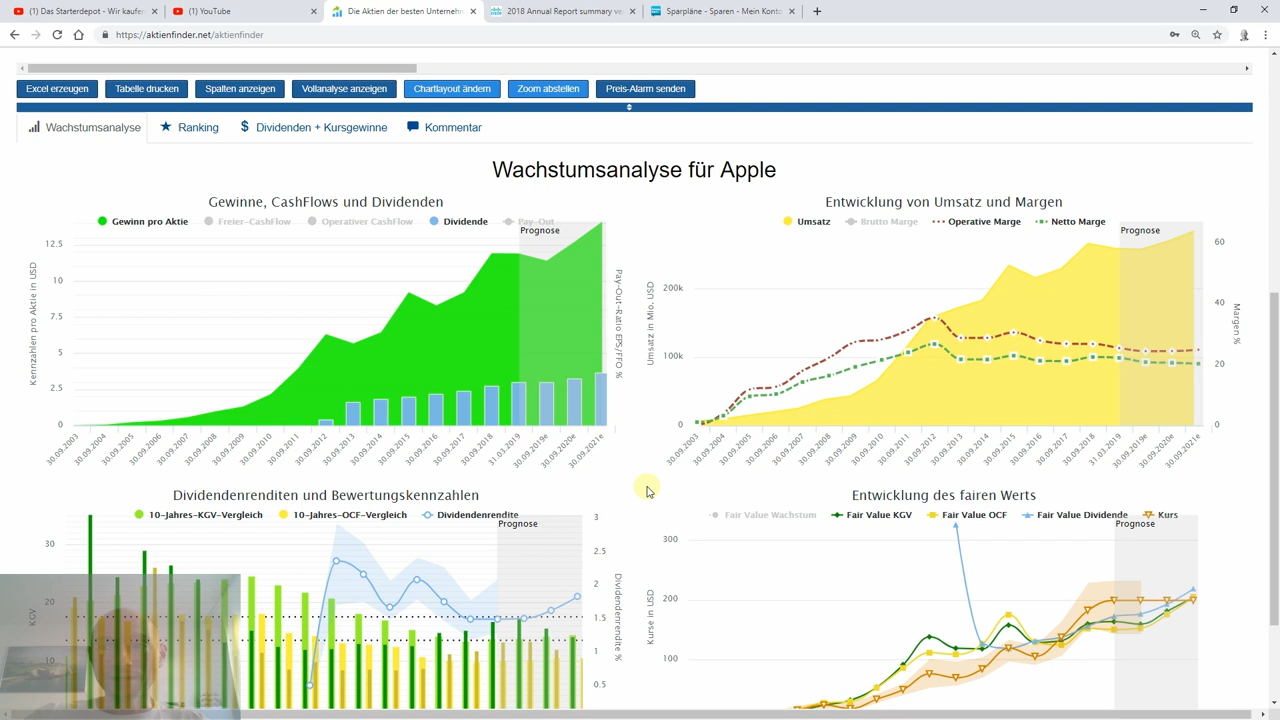 (1) Das Starterdepot - Wir kaufen
(1) YouTube
Die Aktien der besten Unternehm
2018 Annual Report summary ve
Sparpläne - Sparen - Mein Konto
https://aktienfinder.net/aktienfinder
Excel erzeugen
Tabelle drucken
Spalten anzeigen
Vollanalyse anzeigen
Chartlayout ändern
Zoom abstellen
Preis-Alarm senden
Wachstumsanalyse
Ranking
Dividenden + Kursgewinne
Kommentar
Wachstumsanalyse für Apple
Gewinne, CashFlows und Dividenden
Gewinn pro Aktie Freier-CashFlow Operativer CashFlow Dividende Pay-Out
Prognose
Kennzahlen pro Aktie in USD
12.5
10
7.5
5
2.5
0
Pay-Out-Ratio EPS/FFO %
30.09.2003 30.09.2004 30.09.2005 30.09.2006 30.09.2007 30.09.2008 30.09.2009 30.09.2010 30.09.2011 30.09.2012 30.09.2013 30.09.2014 30.09.2015 30.09.2016 30.09.2017 30.09.2018 31.03.2019 30.09.2019e 30.09.2020e 30.09.2021e
Entwicklung von Umsatz und Margen
Umsatz Brutto Marge Operative Marge Netto Marge
Prognose
Umsatz in Mio. USD
200k
100k
0
60
40
20
0
Margen %
30.09.2003 30.09.2004 30.09.2005 30.09.2006 30.09.2007 30.09.2008 30.09.2009 30.09.2010 30.09.2011 30.09.2012 30.09.2013 30.09.2014 30.09.2015 30.09.2016 30.09.2017 30.09.2018 31.03.2019 30.09.2019e 30.09.2020e 30.09.2021e
Dividendenrenditen und Bewertungskennzahlen
10-Jahres-KGV-Vergleich 10-Jahres-OCF-Vergleich Dividendenrendite
Prognose
KGV
30
20
10
3
2.5
2
1.5
1
0.5
Dividendenrendite %
Entwicklung des fairen Werts
Fair Value Wachstum Fair Value KGV Fair Value OCF Fair Value Dividende Kurs
Prognose
Kurse in USD
300
200
100